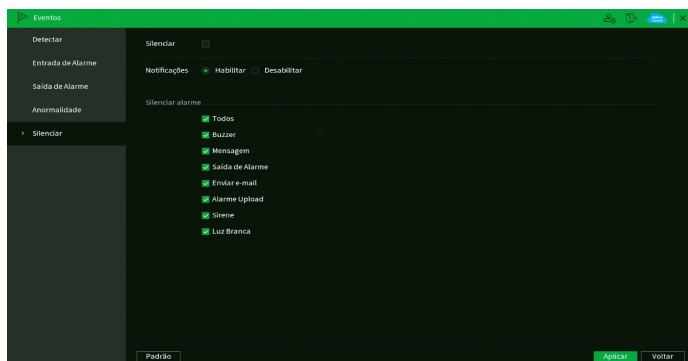 Eventos
Detectar
Entrada de Alarme
Saída de Alarme
Anormalidade
> Silenciar
Silenciar
Notificações Habilitar Desabilitar
Silenciar alarme
Todos
Buzzer
Mensagem
Saída de Alarme
Enviar e-mail
Alarme Upload
Sirene
Luz Branca
Padrão Aplicar Voltar